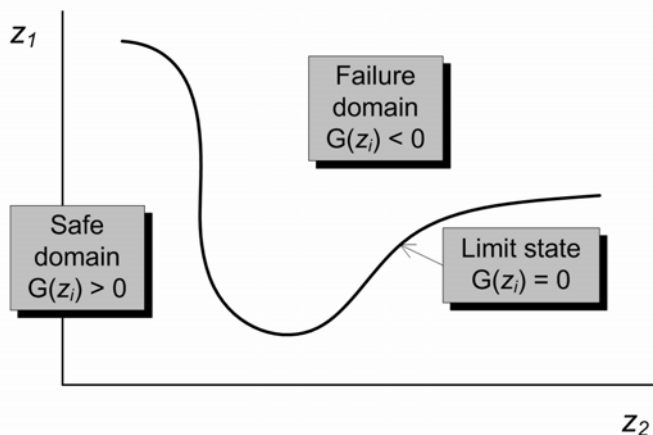 z1
Failure
domain
G(zi) < 0
Safe
domain
G(zi) > 0
Limit state
G(zi) = 0
z2